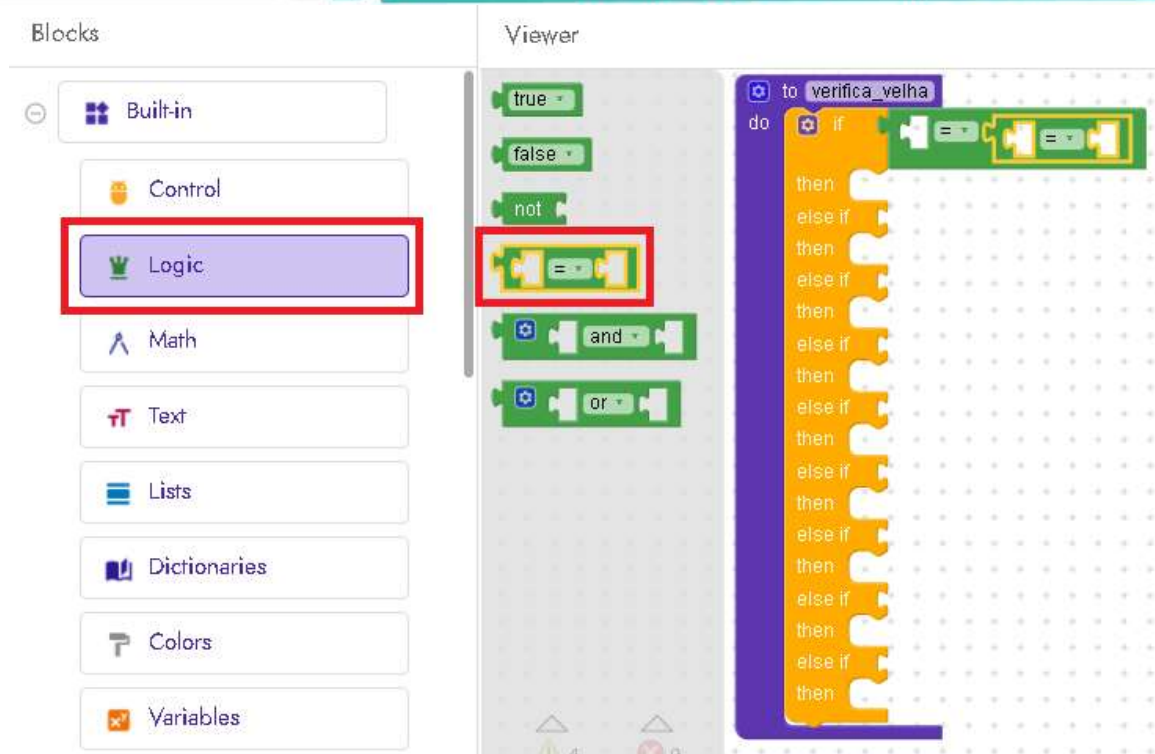 Blocks
Built-in
Control
Logic
Math
Text
Lists
Dictionaries
Colors
Variables
Viewer
true
false
not
=
and
or
to verifica_velha
do if = =
then
else if
then
else if
then
else if
then
else if
then
else if
then
else if
then
else if
then
else if
then